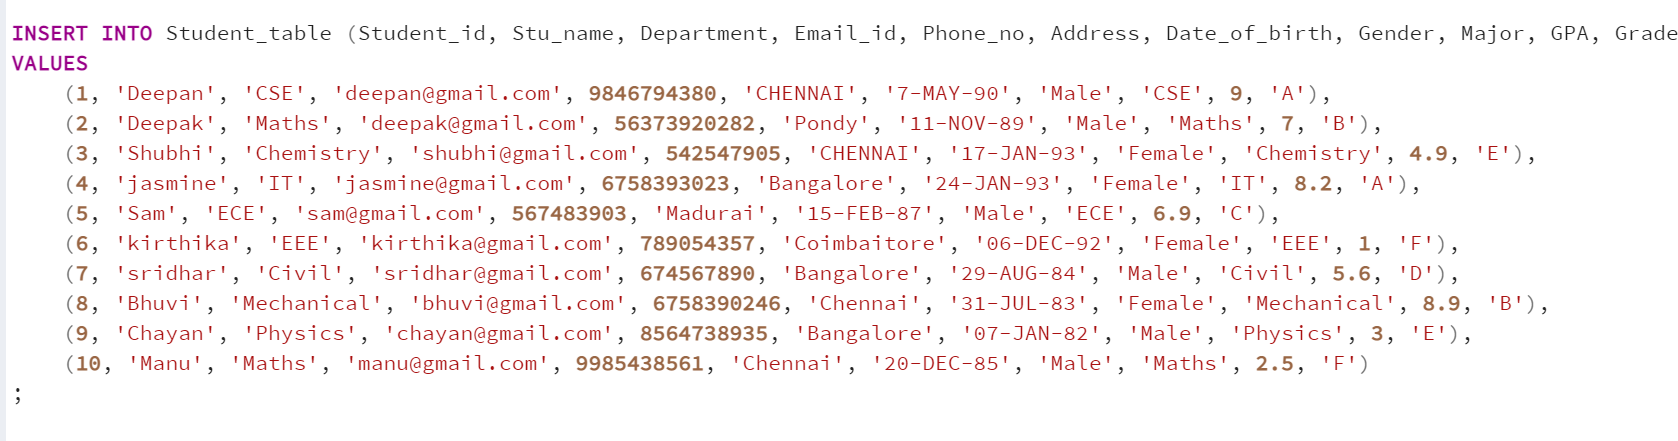 INSERT INTO Student_table (Student_id, Stu_name, Department, Email_id, Phone_no, Address, Date_of_birth, Gender, Major, GPA, Grade
VALUES
(1, 'Deepan', 'CSE', 'deepan@gmail.com', 9846794380, 'CHENNAI', '7-MAY-90', 'Male', 'CSE', 9, 'A'),
(2, 'Deepak', 'Maths', 'deepak@gmail.com', 56373920282, 'Pondy', '11-NOV-89', 'Male', 'Maths', 7, 'B'),
(3, 'Shubhi', 'Chemistry', 'shubhi@gmail.com', 542547905, 'CHENNAI', '17-JAN-93', 'Female', 'Chemistry', 4.9, 'E'),
(4, 'jasmine', 'IT', 'jasmine@gmail.com', 6758393023, 'Bangalore', '24-JAN-93', 'Female', 'IT', 8.2, 'A'),
(5, 'Sam', 'ECE', 'sam@gmail.com', 567483903, 'Madurai', '15-FEB-87', 'Male', 'ECE', 6.9, 'C'),
(6, 'kirthika', 'EEE', 'kirthika@gmail.com', 789054357, 'Coimbaitore', '06-DEC-92', 'Female', 'EEE', 1, 'F'),
(7, 'sridhar', 'Civil', 'sridhar@gmail.com', 674567890, 'Bangalore', '29-AUG-84', 'Male', 'Civil', 5.6, 'D'),
(8, 'Bhuvi', 'Mechanical', 'bhuvi@gmail.com', 6758390246, 'Chennai', '31-JUL-83', 'Female', 'Mechanical', 8.9, 'B'),
(9, 'Chayan', 'Physics', 'chayan@gmail.com', 8564738935, 'Bangalore', '07-JAN-82', 'Male', 'Physics', 3, 'E'),
(10, 'Manu', 'Maths', 'manu@gmail.com', 9985438561, 'Chennai', '20-DEC-85', 'Male', 'Maths', 2.5, 'F')
;